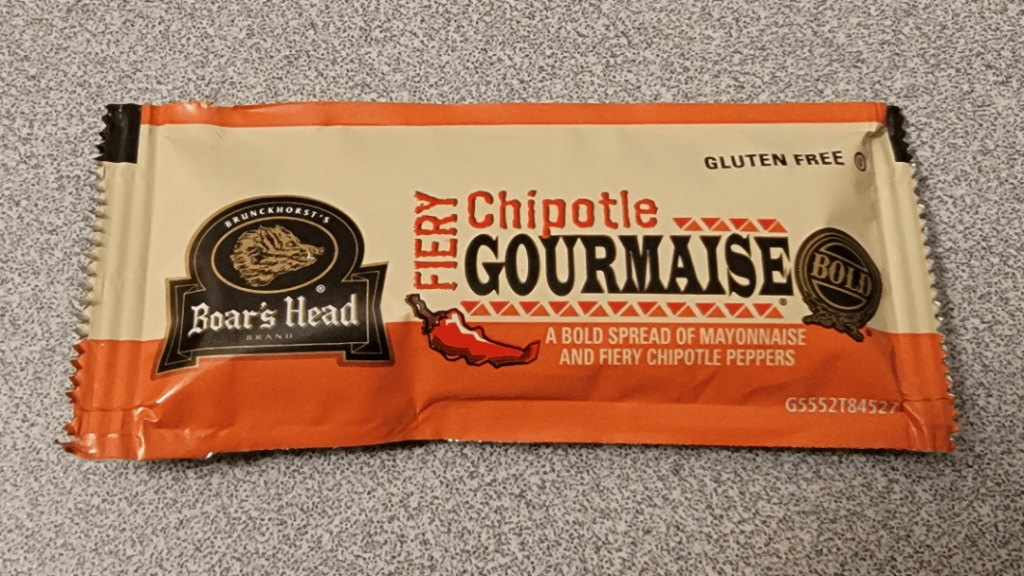 GLUTEN FREE
BRUNCKHORST'S
Boar's Head®
BRAND
FIERY
Chipotle
GOURMAISE®
BOLD
A BOLD SPREAD OF MAYONNAISE
AND FIERY CHIPOTLE PEPPERS
G5552T84527